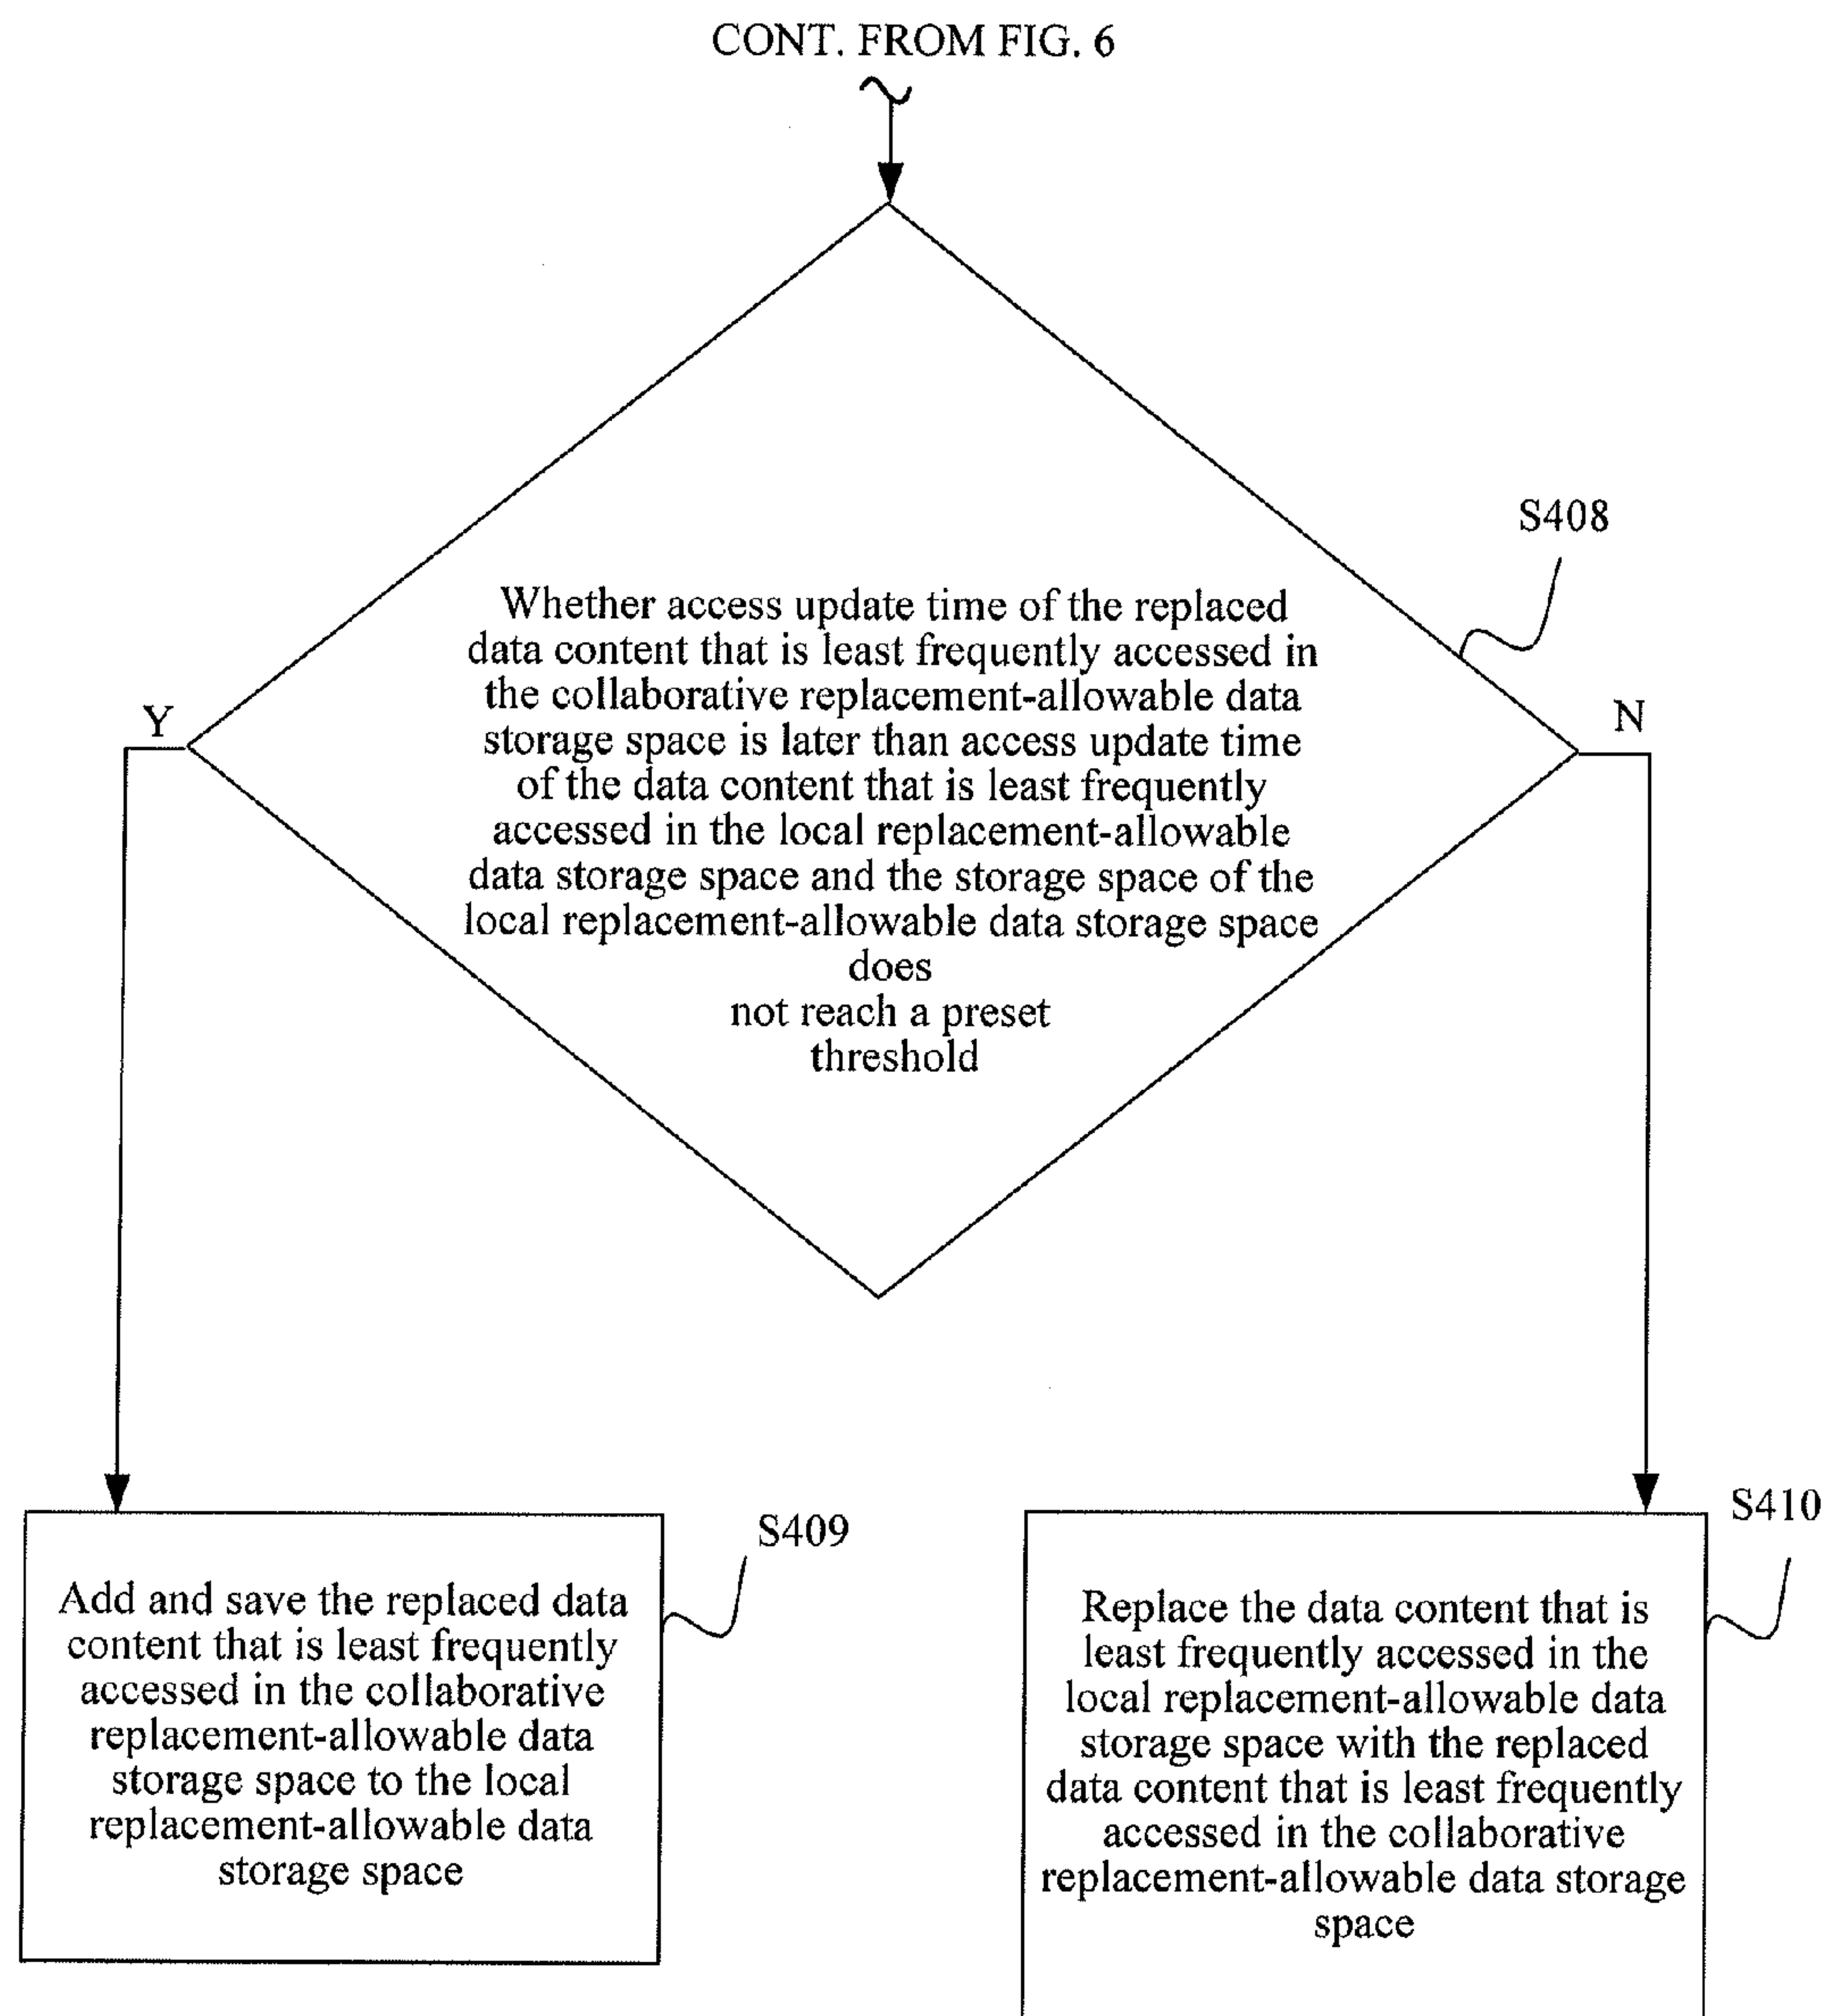 CONT. FROM FIG. 6
S408
Whether access update time of the replaced
data content that is least frequently accessed in
the collaborative replacement-allowable data
storage space is later than access update time
of the data content that is least frequently
accessed in the local replacement-allowable
data storage space and the storage space of the
local replacement-allowable data storage space
does
not reach a preset
threshold
Y
N
S409
Add and save the replaced data
content that is least frequently
accessed in the collaborative
replacement-allowable data
storage space to the local
replacement-allowable data
storage space
S410
Replace the data content that is
least frequently accessed in the
local replacement-allowable data
storage space with the replaced
data content that is least frequently
accessed in the collaborative
replacement-allowable data storage
space